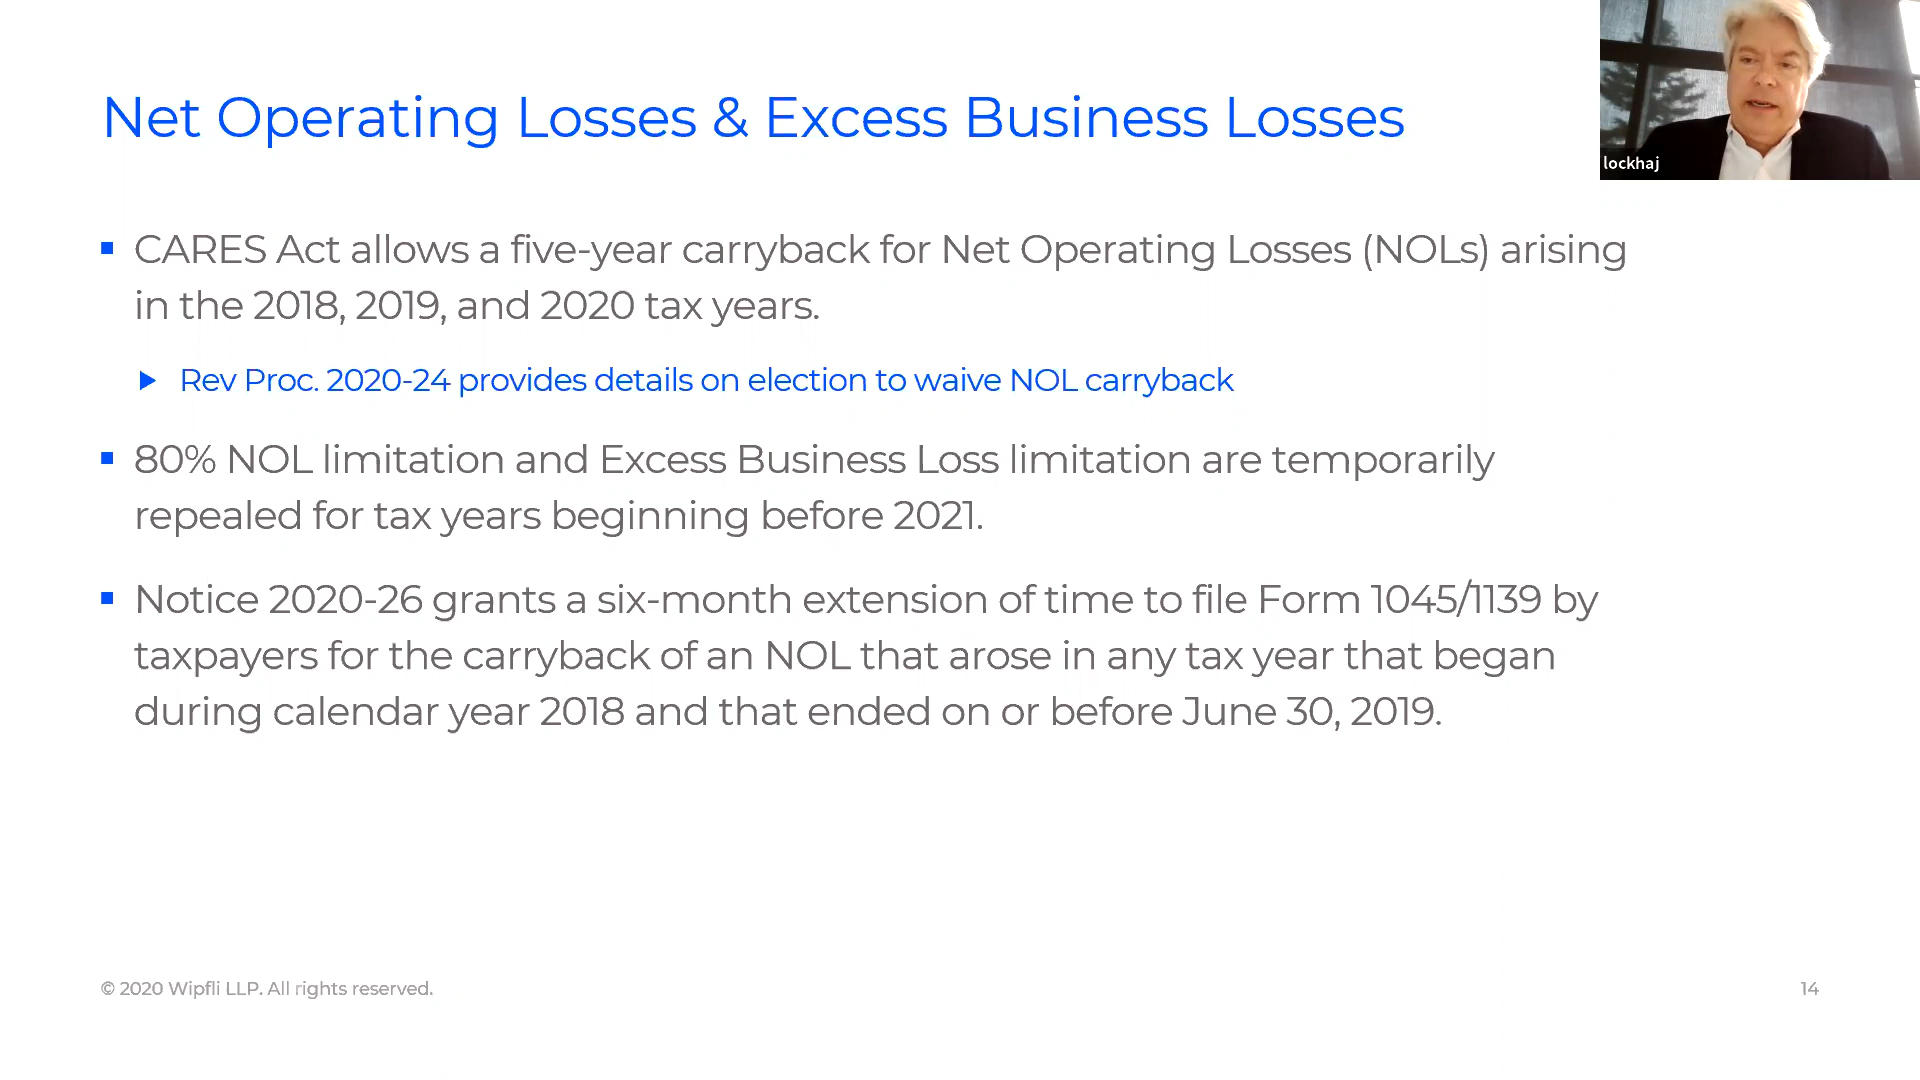 Net Operating Losses & Excess Business Losses
lockhaj
CARES Act allows a five-year carryback for Net Operating Losses (NOLs) arising
in the 2018, 2019, and 2020 tax years.
Rev Proc. 2020-24 provides details on election to waive NOL carryback
80% NOL limitation and Excess Business Loss limitation are temporarily
repealed for tax years beginning before 2021.
Notice 2020-26 grants a six-month extension of time to file Form 1045/1139 by
taxpayers for the carryback of an NOL that arose in any tax year that began
during calendar year 2018 and that ended on or before June 30, 2019.
© 2020 Wipfli LLP. All rights reserved.
14